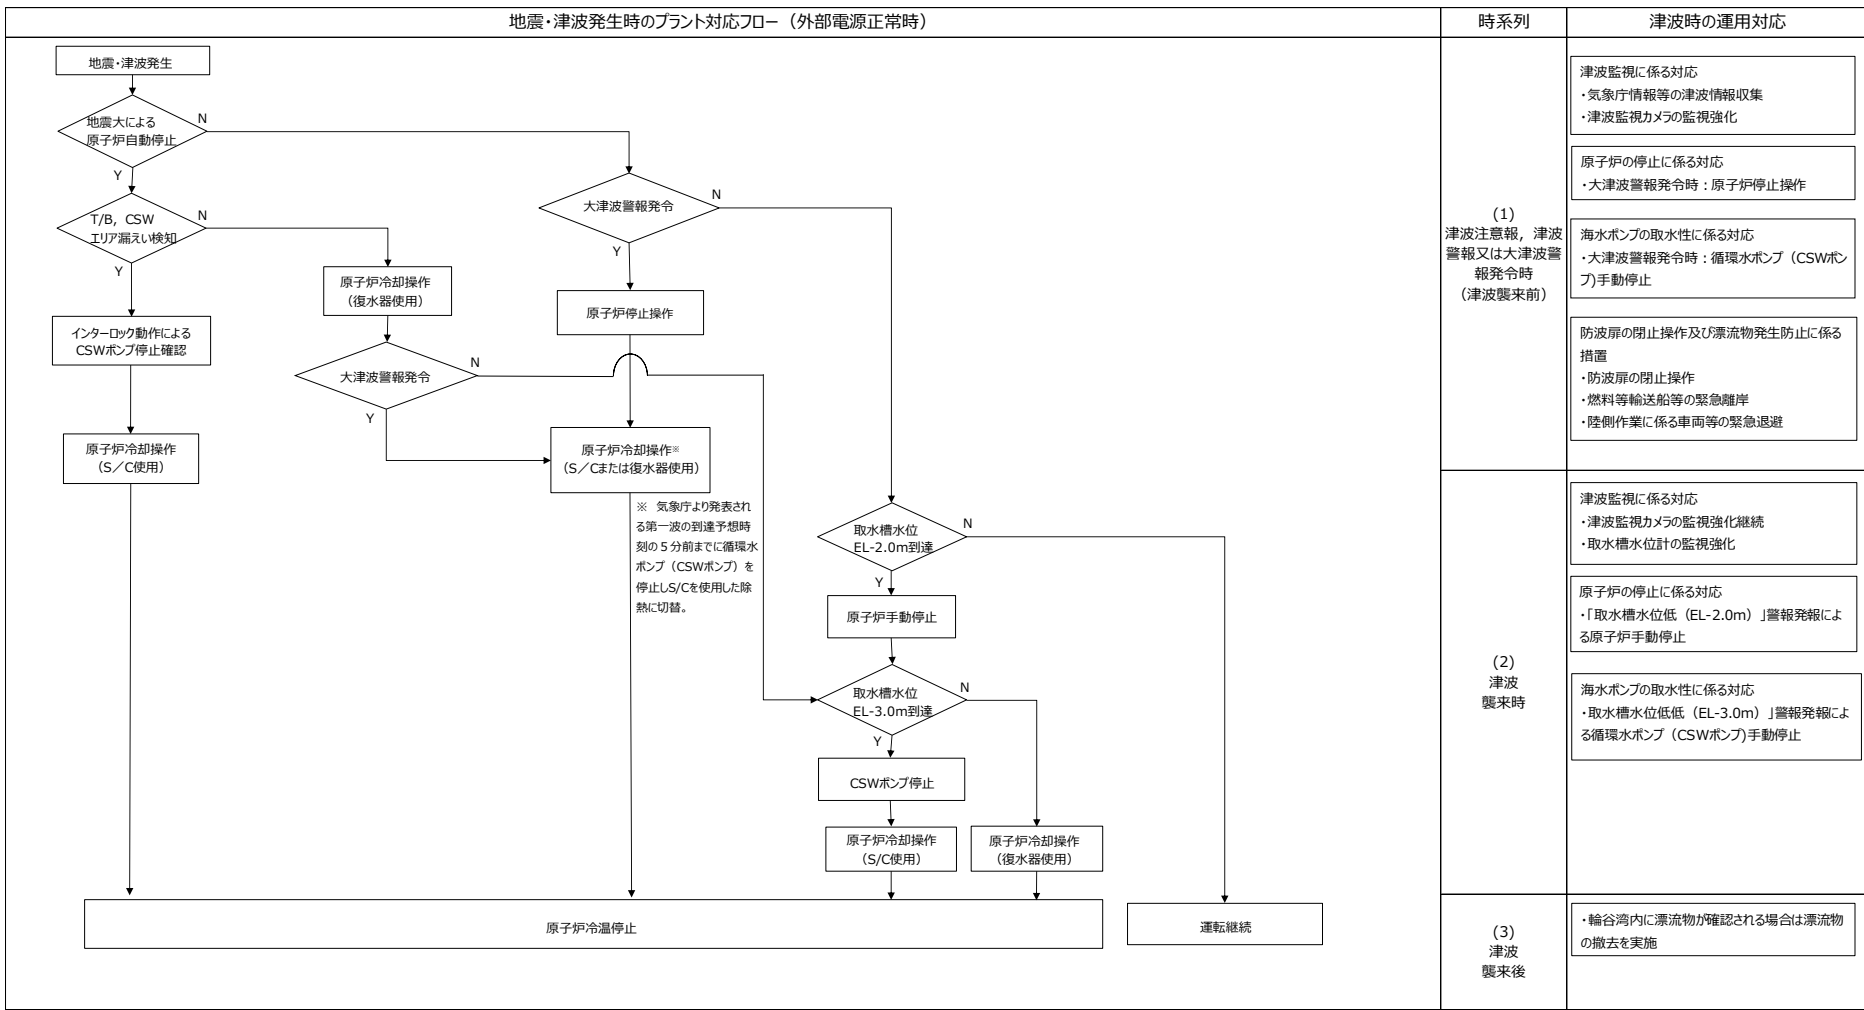 地震・津波発生時のプラント対応フロー（外部電源正常時）
時系列
津波時の運用対応
地震・津波発生
地震大による
原子炉自動停止
N
Y
T/B，CSW
エリア漏えい検知
N
Y
インターロック動作による
CSWポンプ停止確認
原子炉冷却操作
（S／C使用）
原子炉冷却操作
（復水器使用）
大津波警報発令
N
Y
大津波警報発令
N
Y
原子炉停止操作
原子炉冷却操作※
（S／Cまたは復水器使用）
※　気象庁より発表され
る第一波の到達予想時
刻の５分前までに循環水
ポンプ（CSWポンプ）を
停止しS/Cを使用した除
熱に切替。
取水槽水位
EL-2.0m到達
N
Y
原子炉手動停止
取水槽水位
EL-3.0m到達
N
Y
CSWポンプ停止
原子炉冷却操作
（S/C使用）
原子炉冷却操作
（復水器使用）
原子炉冷温停止
運転継続
(1)
津波注意報，津波
警報又は大津波警
報発令時
（津波襲来前）
津波監視に係る対応
・気象庁情報等の津波情報収集
・津波監視カメラの監視強化
原子炉の停止に係る対応
・大津波警報発令時：原子炉停止操作
海水ポンプの取水性に係る対応
・大津波警報発令時：循環水ポンプ（CSWポン
プ)手動停止
防波扉の閉止操作及び漂流物発生防止に係る
措置
・防波扉の閉止操作
・燃料等輸送船等の緊急離岸
・陸側作業に係る車両等の緊急退避
(2)
津波
襲来時
津波監視に係る対応
・津波監視カメラの監視強化継続
・取水槽水位計の監視強化
原子炉の停止に係る対応
・「取水槽水位低（EL-2.0m）」警報発報によ
る原子炉手動停止
海水ポンプの取水性に係る対応
・取水槽水位低低（EL-3.0m）」警報発報によ
る循環水ポンプ（CSWポンプ)手動停止
(3)
津波
襲来後
・輪谷湾内に漂流物が確認される場合は漂流物
の撤去を実施